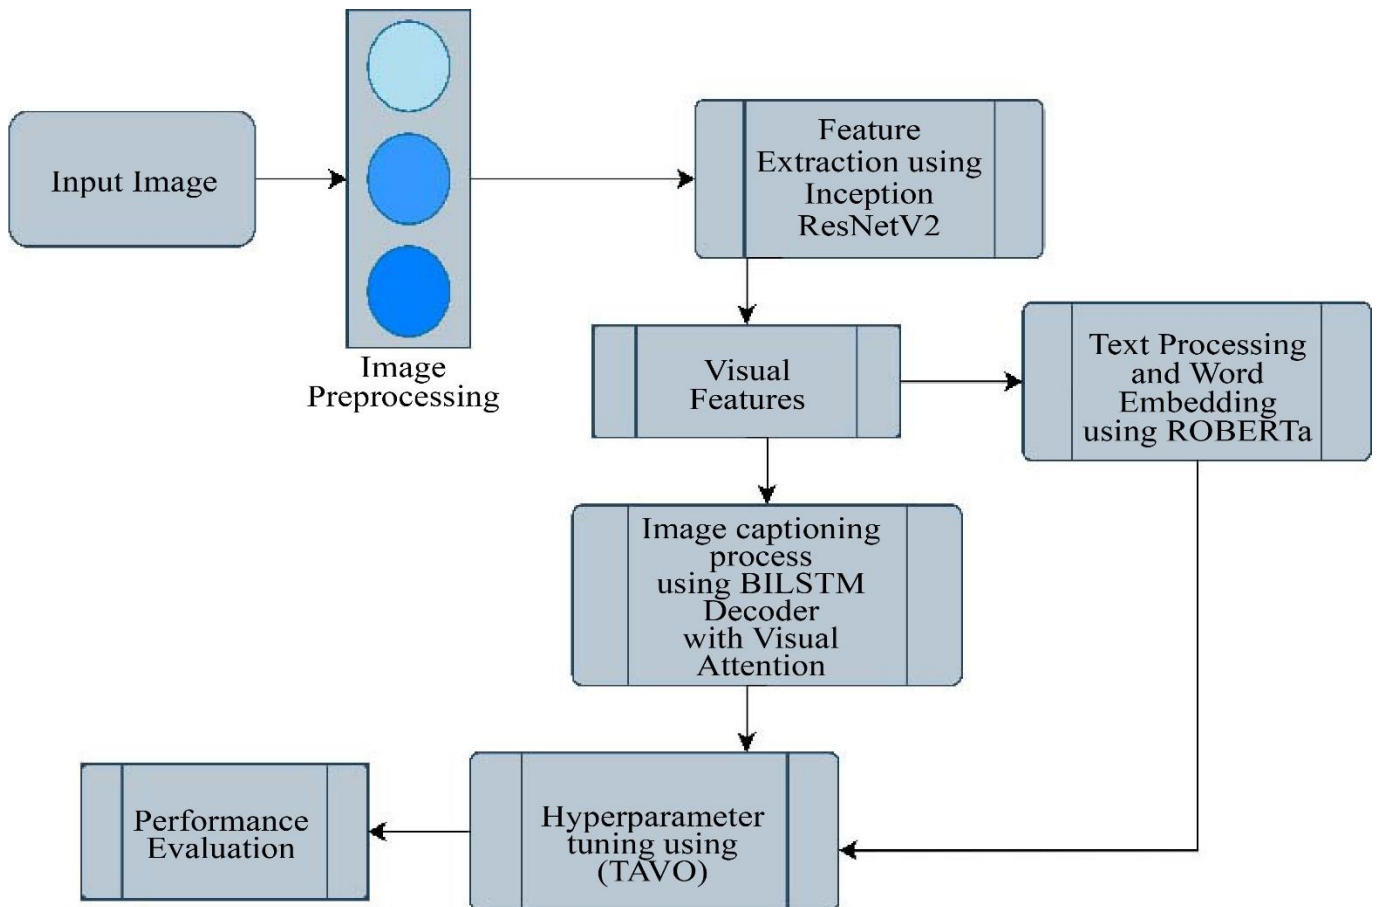 Input Image
Image
Preprocessing
Feature
Extraction using
Inception
ResNetV2
Visual
Features
Text Processing
and Word
Embedding
using ROBERTa
Image captioning
process
using BILSTM
Decoder
with Visual
Attention
Hyperparameter
tuning using
(TAVO)
Performance
Evaluation